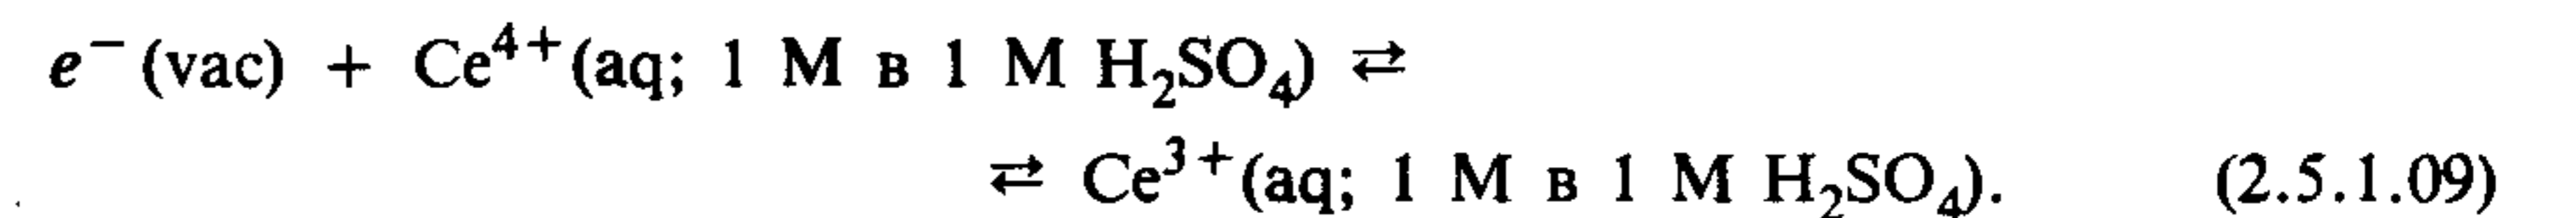 e⁻ (vac) + Ce⁴⁺(aq; 1 М в 1 М H₂SO₄) ⇄
⇄ Ce³⁺(aq; 1 М в 1 М H₂SO₄). (2.5.1.09)